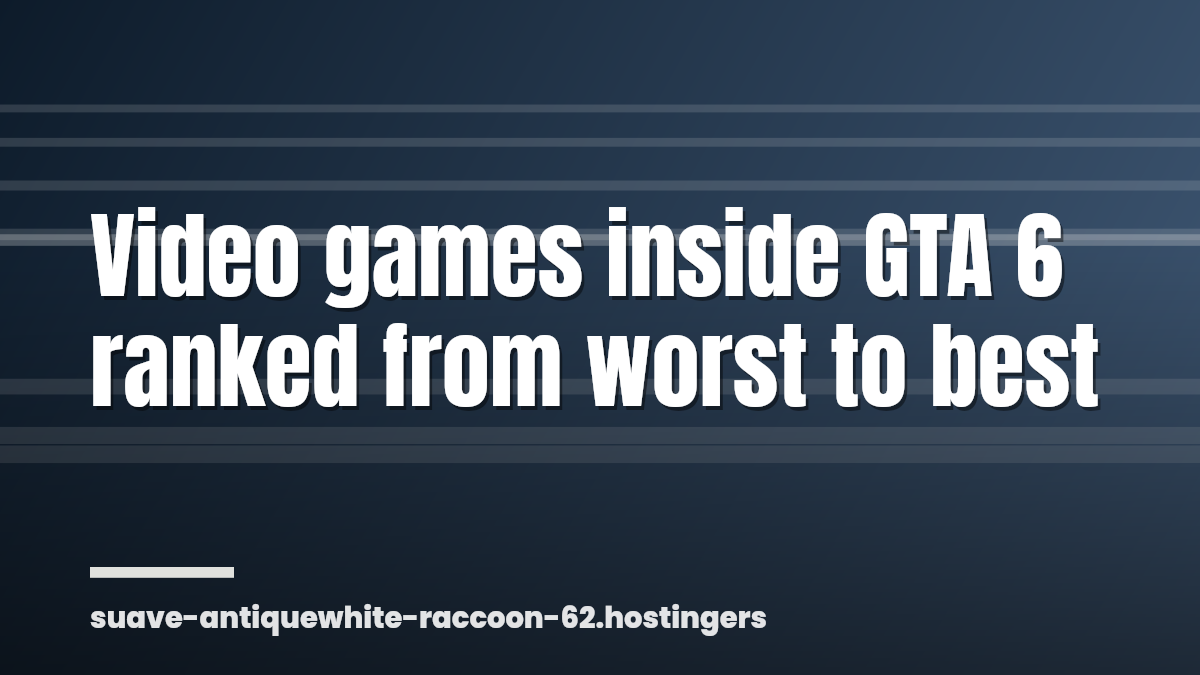 Video games inside GTA 6
ranked from worst to best
suave-antiquewhite-raccoon-62.hostingers